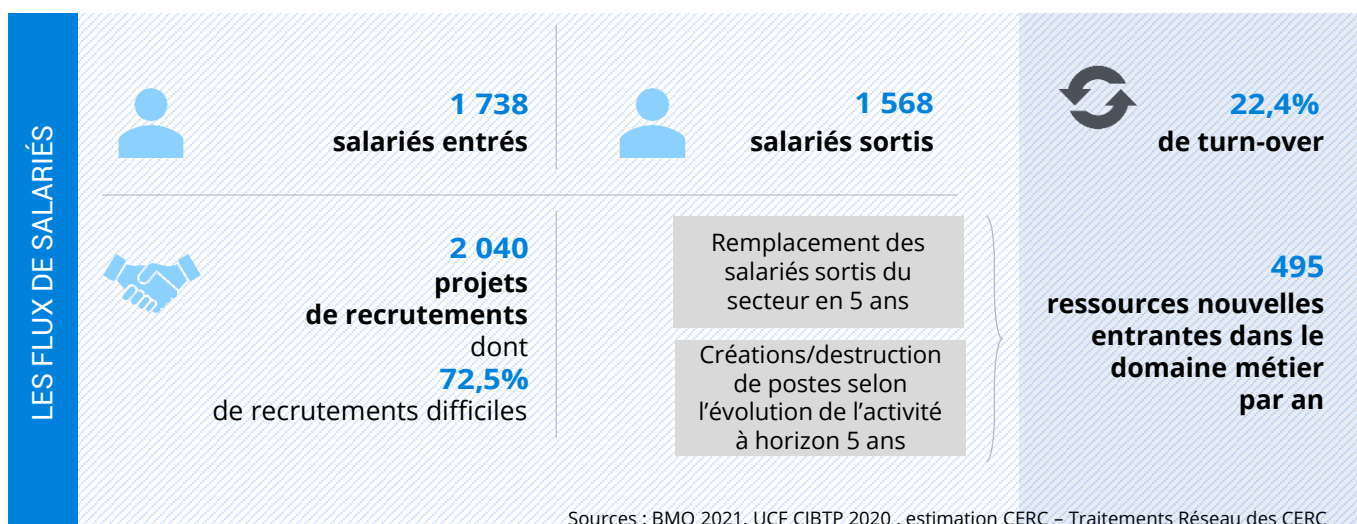 LES FLUX DE SALARIÉS
1 738
salariés entrés
1 568
salariés sortis
22,4%
de turn-over
2 040
projets
de recrutements
dont
72,5%
de recrutements difficiles
Remplacement des
salariés sortis du
secteur en 5 ans
Créations/destruction
de postes selon
l’évolution de l’activité
à horizon 5 ans
495
ressources nouvelles
entrantes dans le
domaine métier
par an
Sources : BMO 2021, UCF CIBTP 2020 , estimation CERC – Traitements Réseau des CERC